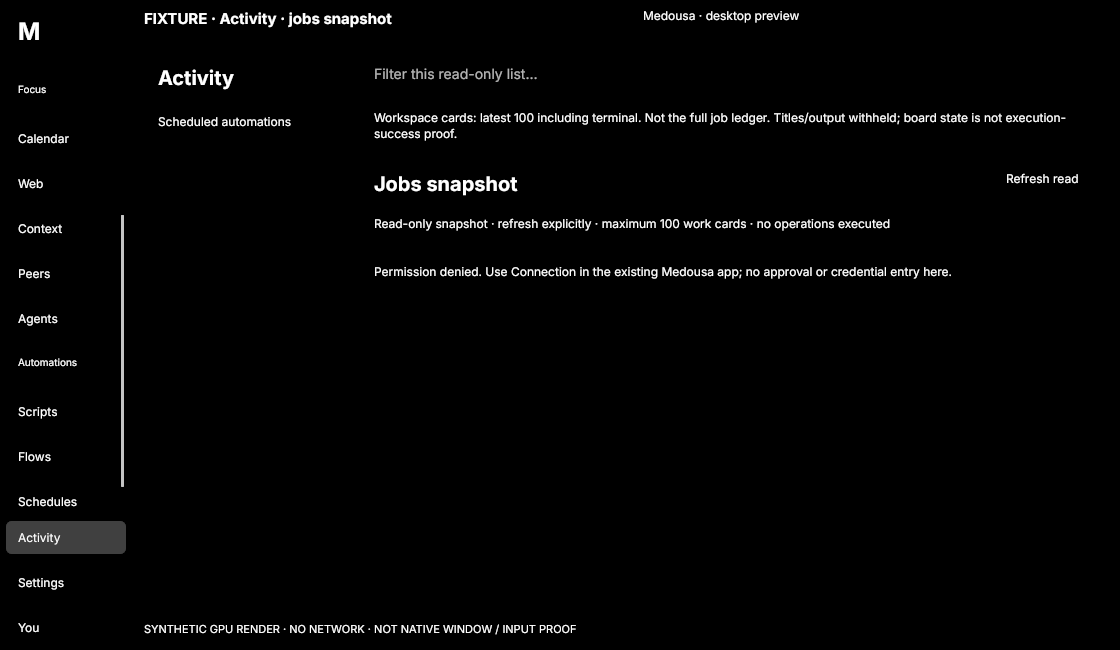 M
FIXTURE · Activity · jobs snapshot
Medousa · desktop preview
Focus
Calendar
Web
Context
Peers
Agents
Automations
Scripts
Flows
Schedules
Activity
Settings
You
Activity
Scheduled automations
Filter this read-only list...
Workspace cards: latest 100 including terminal. Not the full job ledger. Titles/output withheld; board state is not execution-
success proof.
Jobs snapshot
Refresh read
Read-only snapshot · refresh explicitly · maximum 100 work cards · no operations executed
Permission denied. Use Connection in the existing Medousa app; no approval or credential entry here.
SYNTHETIC GPU RENDER · NO NETWORK · NOT NATIVE WINDOW / INPUT PROOF